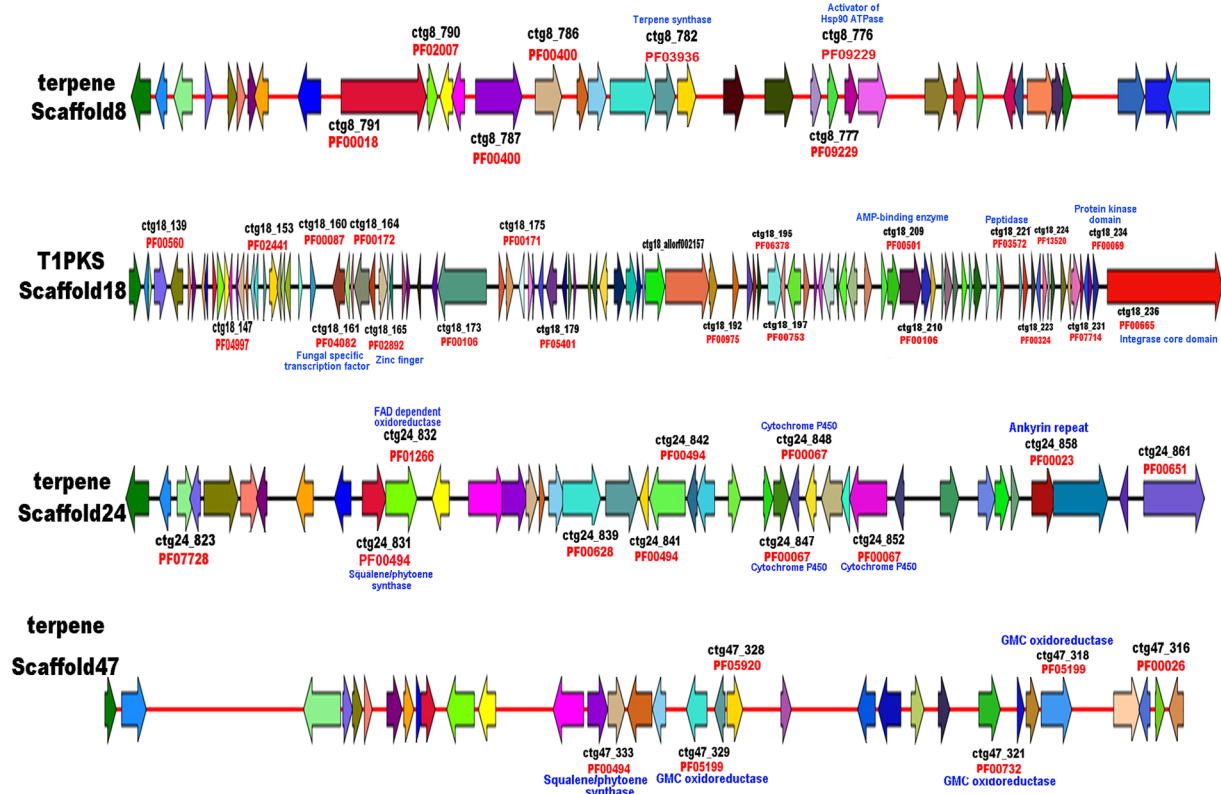 Activator of
Hsp90 ATPase
ctg8_790
PF02007
ctg8_786
PF00400
Terpene synthase
ctg8_782
PF03936
ctg8_776
PF09229
terpene
Scaffold8
ctg8_791
PF00018
ctg8_787
PF00400
ctg8_777
PF09229
ctg18_139
PF00560
ctg18_153
PF02441
ctg18_160
PF00087
ctg18_164
PF00172
ctg18_175
PF00171
ctg18_allorf002157
ctg18_195
PF06378
AMP-binding enzyme
ctg18_209
PF00501
Peptidase
ctg18_221
PF03572
ctg18_224
PF13520
Protein kinase
domain
ctg18_234
PF00069
T1PKS
Scaffold18
ctg18_147
PF04997
ctg18_161
PF04082
Fungal specific
transcription factor
ctg18_165
PF02892
Zinc finger
ctg18_173
PF00106
ctg18_179
PF05401
ctg18_192
PF00975
ctg18_197
PF00753
ctg18_210
PF00106
ctg18_223
PF00324
ctg18_231
PF07714
ctg18_236
PF00665
Integrase core domain
FAD dependent
oxidoreductase
ctg24_832
PF01266
ctg24_842
PF00494
Cytochrome P450
ctg24_848
PF00067
Ankyrin repeat
ctg24_858
PF00023
ctg24_861
PF00651
terpene
Scaffold24
ctg24_823
PF07728
ctg24_831
PF00494
Squalene/phytoene
synthase
ctg24_839
PF00628
ctg24_841
PF00494
ctg24_847
PF00067
Cytochrome P450
ctg24_852
PF00067
Cytochrome P450
terpene
Scaffold47
ctg47_328
PF05920
GMC oxidoreductase
ctg47_318
PF05199
ctg47_316
PF00026
ctg47_333
PF00494
Squalene/phytoene
synthase
ctg47_329
PF05199
GMC oxidoreductase
ctg47_321
PF00732
GMC oxidoreductase